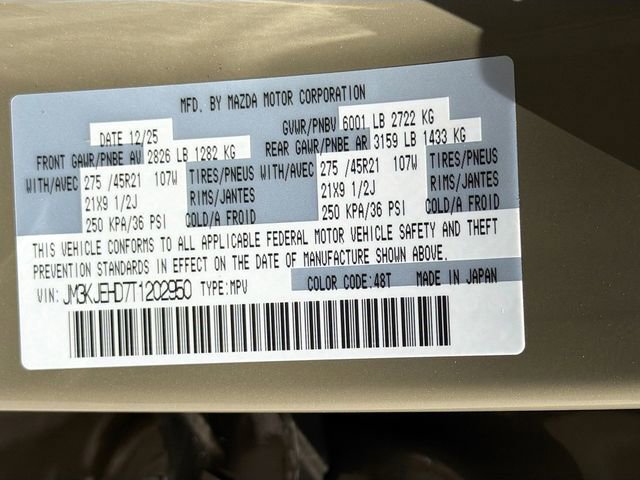 MFD. BY MAZDA MOTOR CORPORATION
DATE 12/25 GVWR/PNBV 6001 LB 2722 KG
FRONT GAWR/PNBE AV 2826 LB 1282 KG REAR GAWR/PNBE AR 3159 LB 1433 KG
WITH/AVEC 275 /45R21 107W TIRES/PNEUS WITH/AVEC 275 /45R21 107W TIRES/PNEUS
21X9 1/2J RIMS/JANTES 21X9 1/2J RIMS/JANTES
250 KPA/36 PSI COLD/A FROID 250 KPA/36 PSI COLD/A FROID
THIS VEHICLE CONFORMS TO ALL APPLICABLE FEDERAL MOTOR VEHICLE SAFETY AND THEFT
PREVENTION STANDARDS IN EFFECT ON THE DATE OF MANUFACTURE SHOWN ABOVE.
VIN: JM3KJEHD7T1202950 TYPE:MPV COLOR CODE:48T MADE IN JAPAN